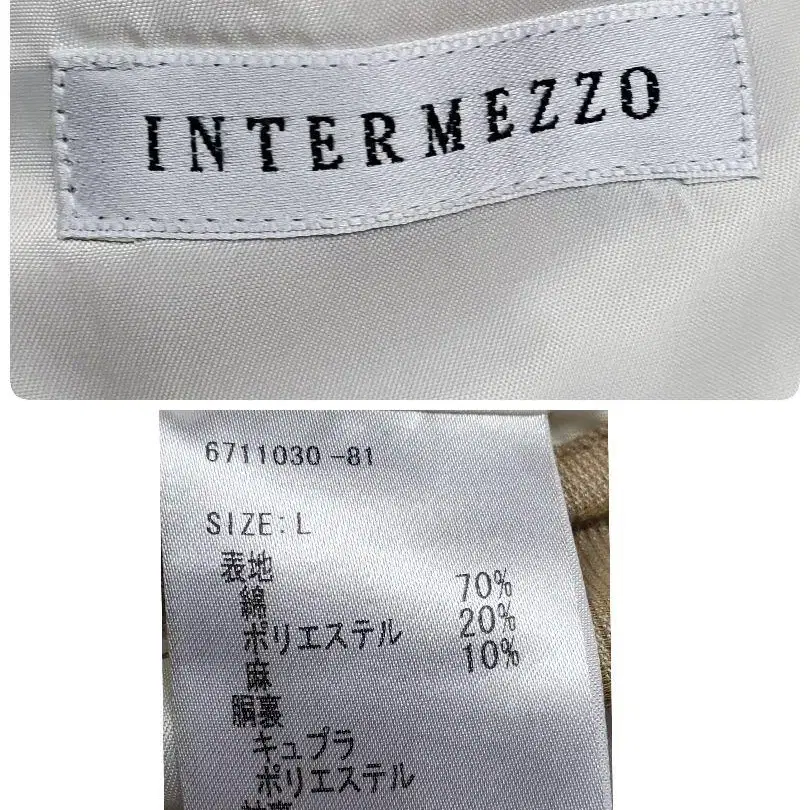 INTERMEZZO
6711030-81
SIZE:L
表地
綿 70%
ポリエステル 20%
麻 10%
胴裏
キュプラ
ポリエステル